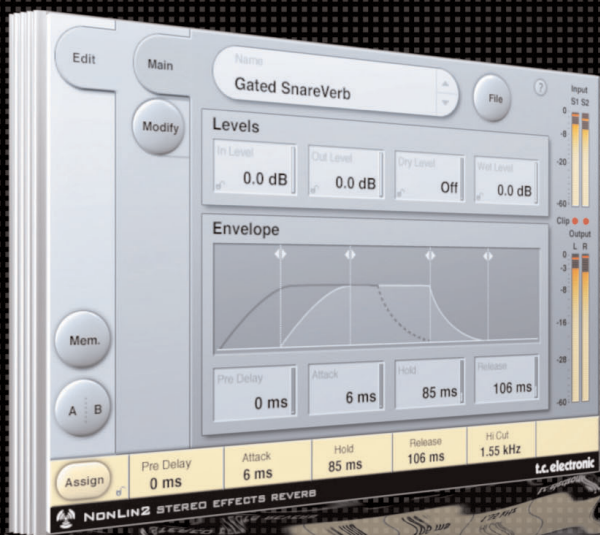 Edit
Main
Name
Gated SnareVerb
File
?
Input
S1 S2
Modify
Levels
In Level
0.0 dB
Out Level
0.0 dB
Dry Level
Off
Wet Level
0.0 dB
0
-8
-20
-60
Clip
Output
L R
Envelope
0
-3
-8
-16
-28
-60
Mem.
A B
Pre Delay
0 ms
Attack
6 ms
Hold
85 ms
Release
106 ms
Assign
Pre Delay
0 ms
Attack
6 ms
Hold
85 ms
Release
106 ms
Hi Cut
1.55 kHz
t.c. electronic
NONLIN2 STEREO EFFECTS REVERB